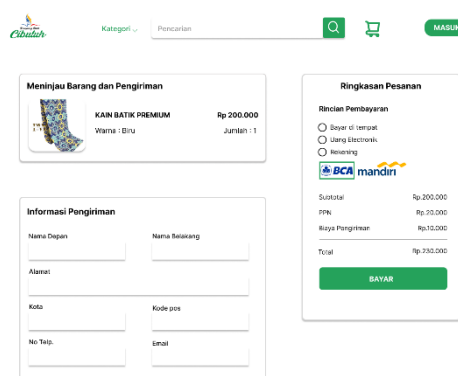 Cibuluh
Kategori
Pencarian
MASUK
Meninjau Barang dan Pengiriman
KAIN BATIK PREMIUM
Rp 200.000
Warna : Biru
Jumlah : 1
Informasi Pengiriman
Nama Depan
Nama Belakang
Alamat
Kota
Kode pos
No Telp.
Email
Ringkasan Pesanan
Rincian Pembayaran
Bayar di tempat
Uang Electronik
Rekening
BCA mandiri
Subtotal
Rp.200.000
PPN
Rp.20.000
Biaya Pengiriman
Rp.10.000
Total
Rp.230.000
BAYAR